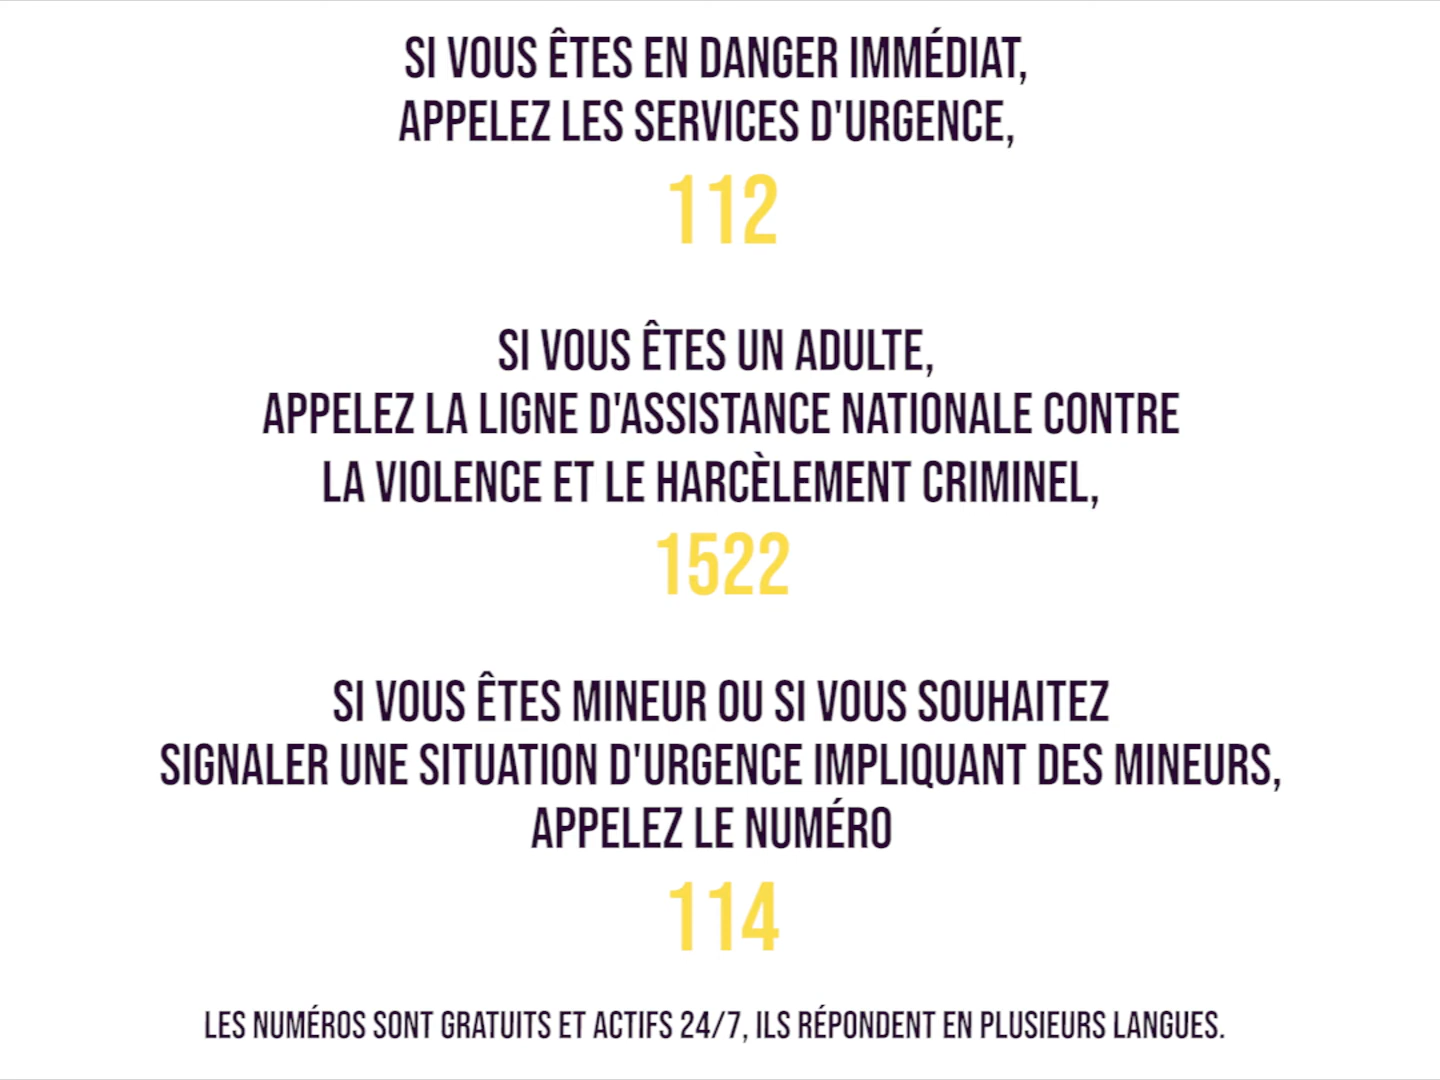 SI VOUS ÊTES EN DANGER IMMÉDIAT,
APPELEZ LES SERVICES D'URGENCE,
112
SI VOUS ÊTES UN ADULTE,
APPELEZ LA LIGNE D'ASSISTANCE NATIONALE CONTRE
LA VIOLENCE ET LE HARCÈLEMENT CRIMINEL,
1522
SI VOUS ÊTES MINEUR OU SI VOUS SOUHAITEZ
SIGNALER UNE SITUATION D'URGENCE IMPLIQUANT DES MINEURS,
APPELEZ LE NUMÉRO
114
LES NUMÉROS SONT GRATUITS ET ACTIFS 24/7, ILS RÉPONDENT EN PLUSIEURS LANGUES.